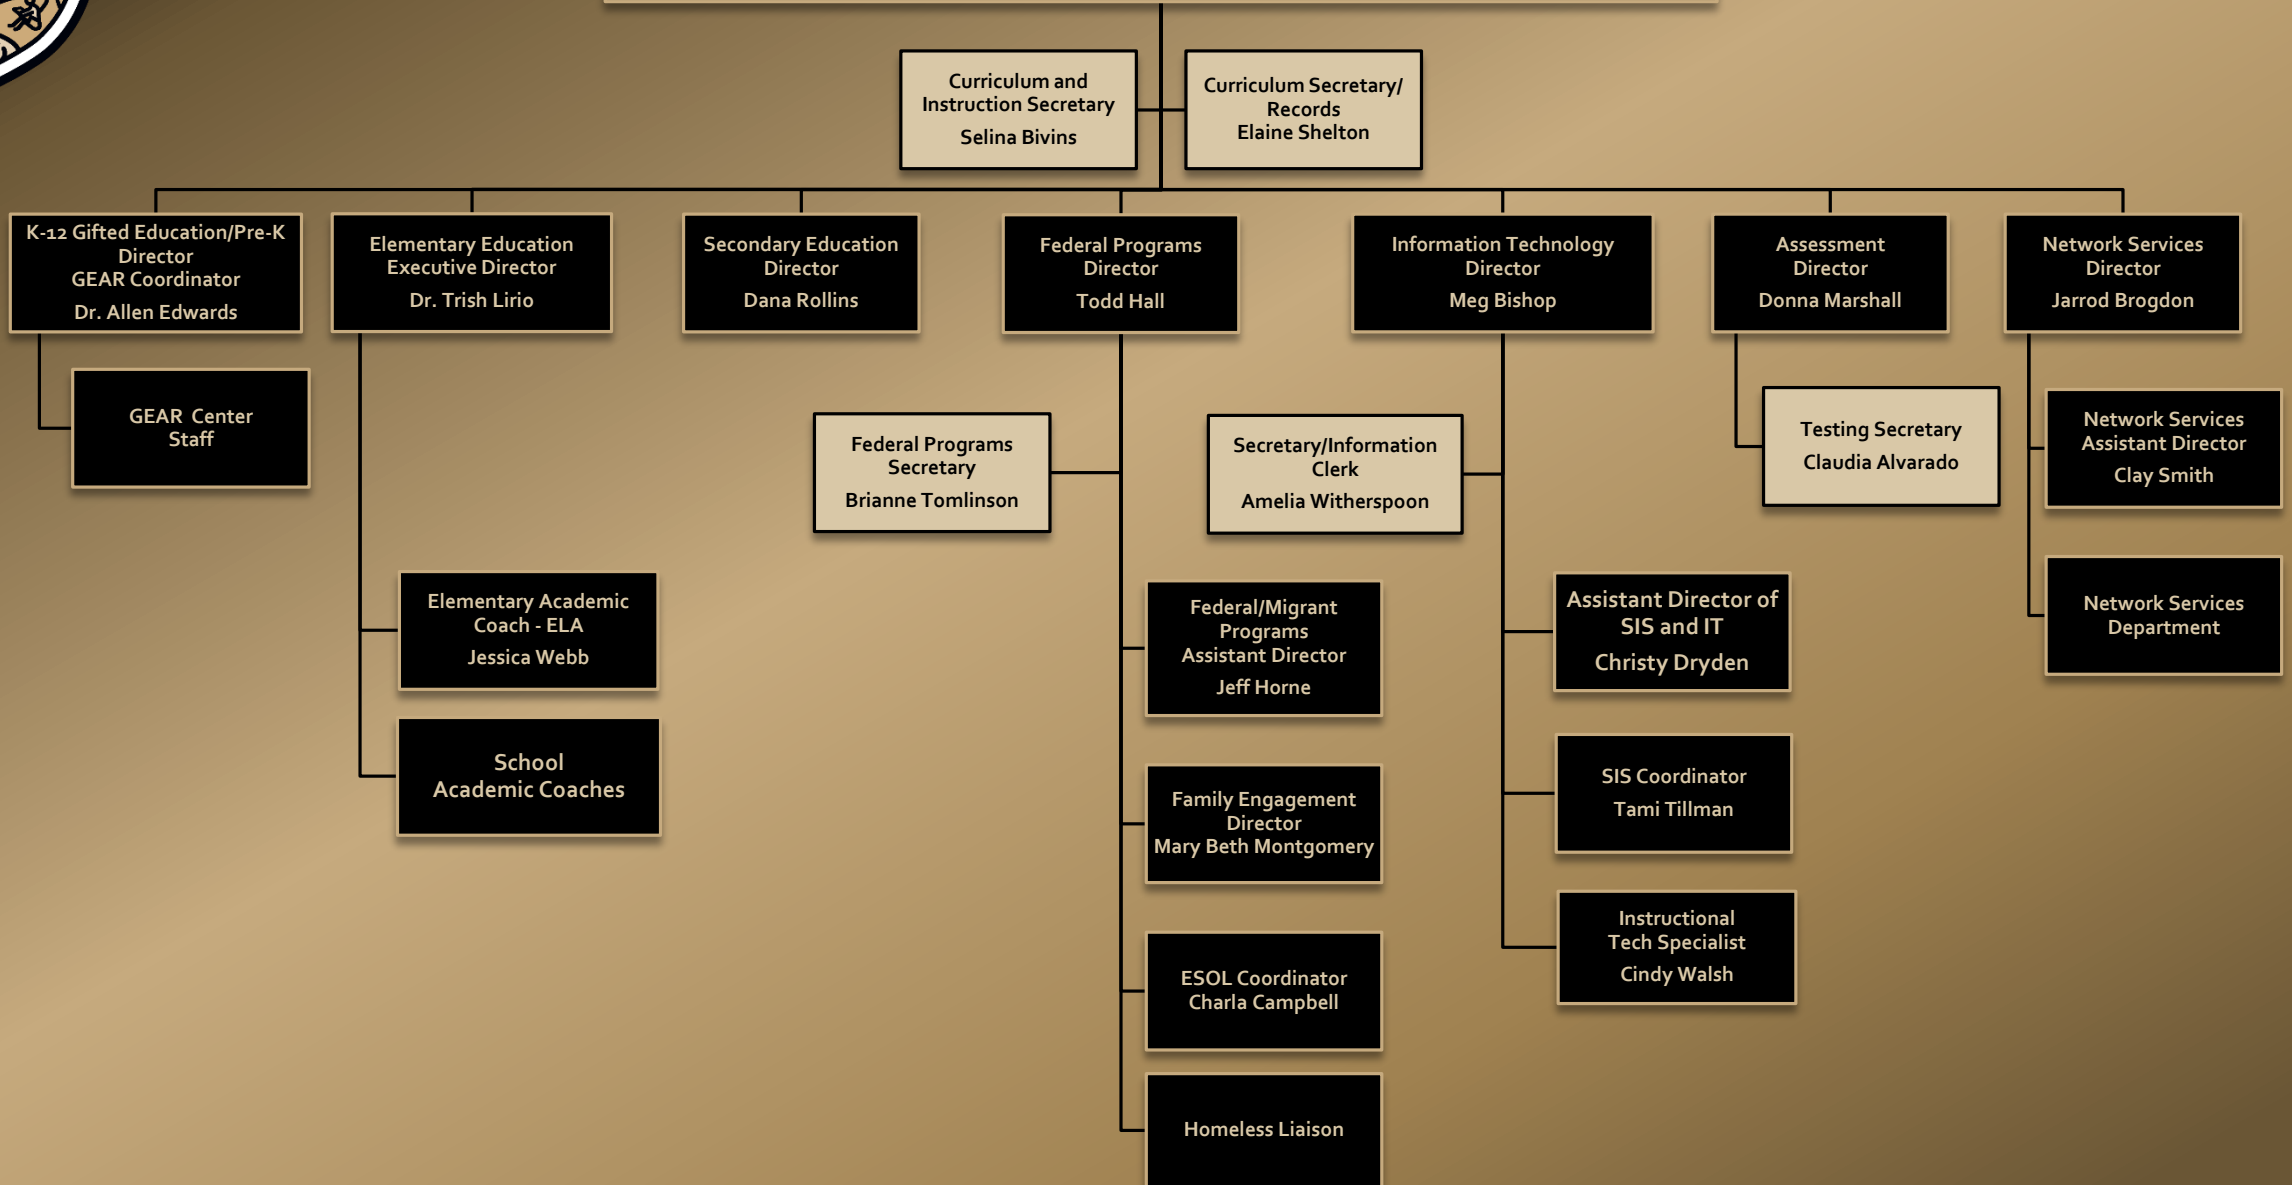 Curriculum and
Instruction Secretary
Selina Bivins
Curriculum Secretary/
Records
Elaine Shelton
K-12 Gifted Education/Pre-K
Director
GEAR Coordinator
Dr. Allen Edwards
Elementary Education
Executive Director
Dr. Trish Lirio
Secondary Education
Director
Dana Rollins
Federal Programs
Director
Todd Hall
Information Technology
Director
Meg Bishop
Assessment
Director
Donna Marshall
Network Services
Director
Jarrod Brogdon
GEAR Center
Staff
Federal Programs
Secretary
Brianne Tomlinson
Secretary/Information
Clerk
Amelia Witherspoon
Testing Secretary
Claudia Alvarado
Network Services
Assistant Director
Clay Smith
Elementary Academic
Coach - ELA
Jessica Webb
Federal/Migrant
Programs
Assistant Director
Jeff Horne
Assistant Director of
SIS and IT
Christy Dryden
Network Services
Department
School
Academic Coaches
Family Engagement
Director
Mary Beth Montgomery
SIS Coordinator
Tami Tillman
ESOL Coordinator
Charla Campbell
Instructional
Tech Specialist
Cindy Walsh
Homeless Liaison